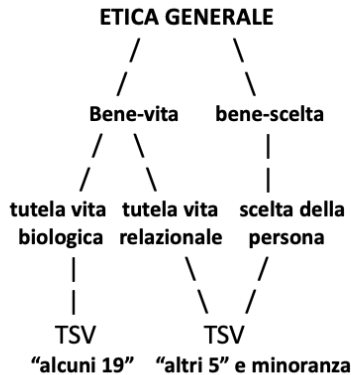 ETICA GENERALE
Bene-vita bene-scelta
tutela vita tutela vita scelta della
biologica relazionale persona
TSV TSV
“alcuni 19” “altri 5” e minoranza